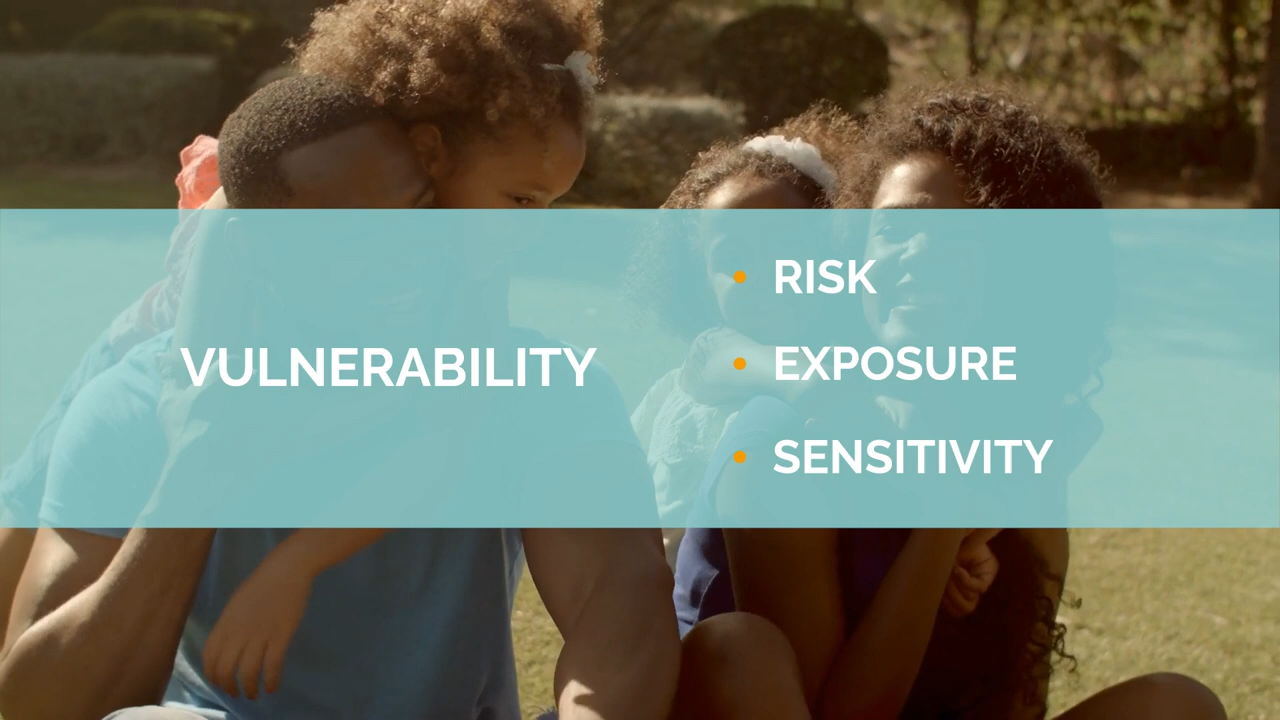 VULNERABILITY
• RISK
• EXPOSURE
• SENSITIVITY